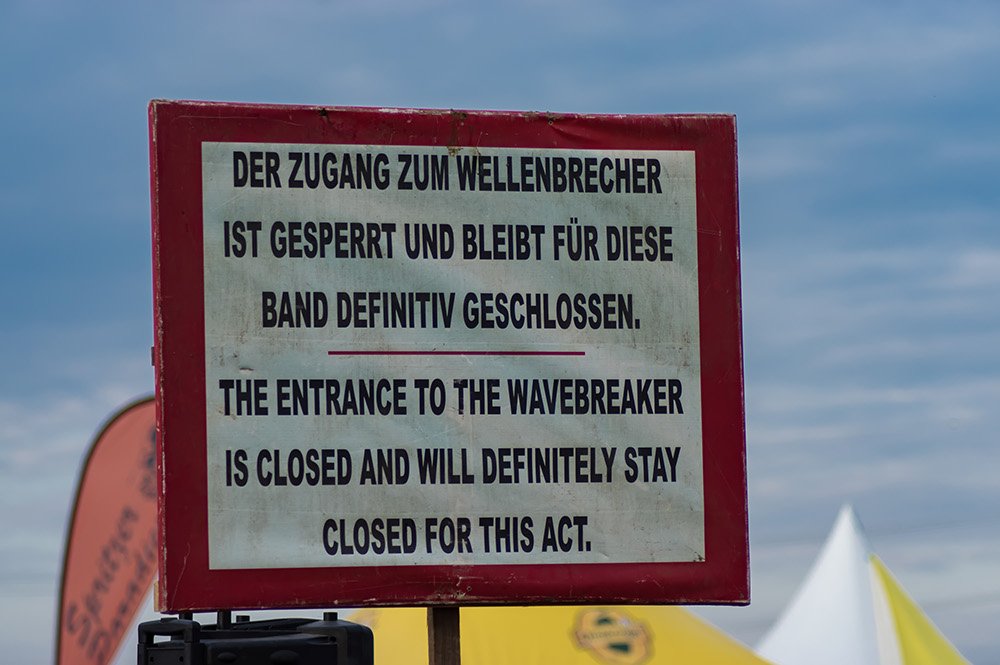 DER ZUGANG ZUM WELLENBRECHER
IST GESPERRT UND BLEIBT FÜR DIESE
BAND DEFINITIV GESCHLOSSEN.
THE ENTRANCE TO THE WAVEBREAKER
IS CLOSED AND WILL DEFINITELY STAY
CLOSED FOR THIS ACT.